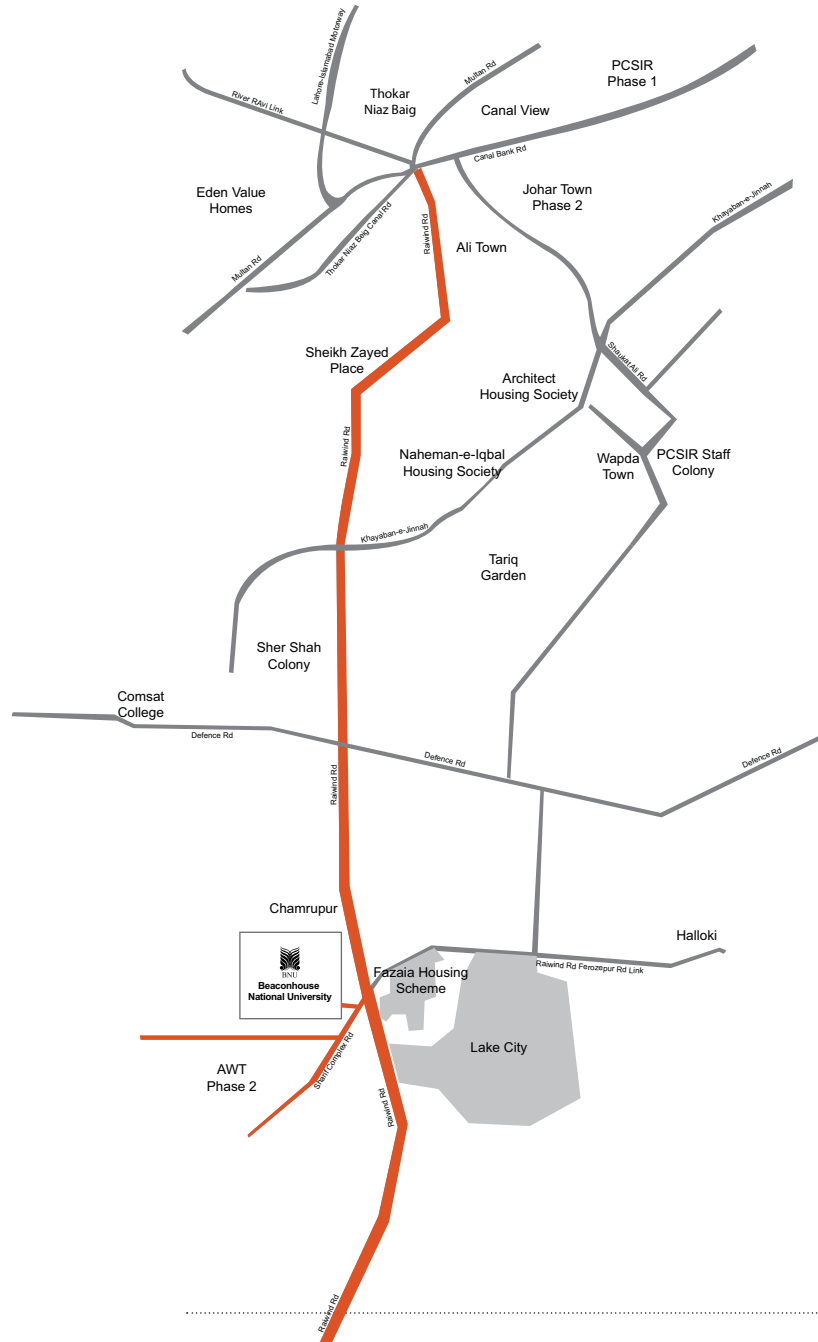 Lahore-Islamabad Motorway
PCSIR
Phase 1
Multan Rd
Thokar
Niaz Baig
River RAvi Link
Canal View
Canal Bank Rd
Eden Value
Homes
Johar Town
Phase 2
Khayaban-e-Jinnah
Raiwind Rd
Thokar Niaz Beig Canal Rd
Ali Town
Multan Rd
Sheikh Zayed
Place
Shaukat Ali Rd
Architect
Housing Society
Raiwind Rd
Naheman-e-Iqbal
Housing Society
Wapda
Town
PCSIR Staff
Colony
Khayaban-e-Jinnah
Tariq
Garden
Sher Shah
Colony
Comsat
College
Defence Rd
Defence Rd
Defence Rd
Raiwind Rd
Chamrupur
Halloki
BNU
Beaconhouse
National University
Fazaia Housing
Scheme
Raiwind Rd Ferozepur Rd Link
Lake City
Sharif Complex Rd
AWT
Phase 2
Raiwind Rd
Raiwind Rd